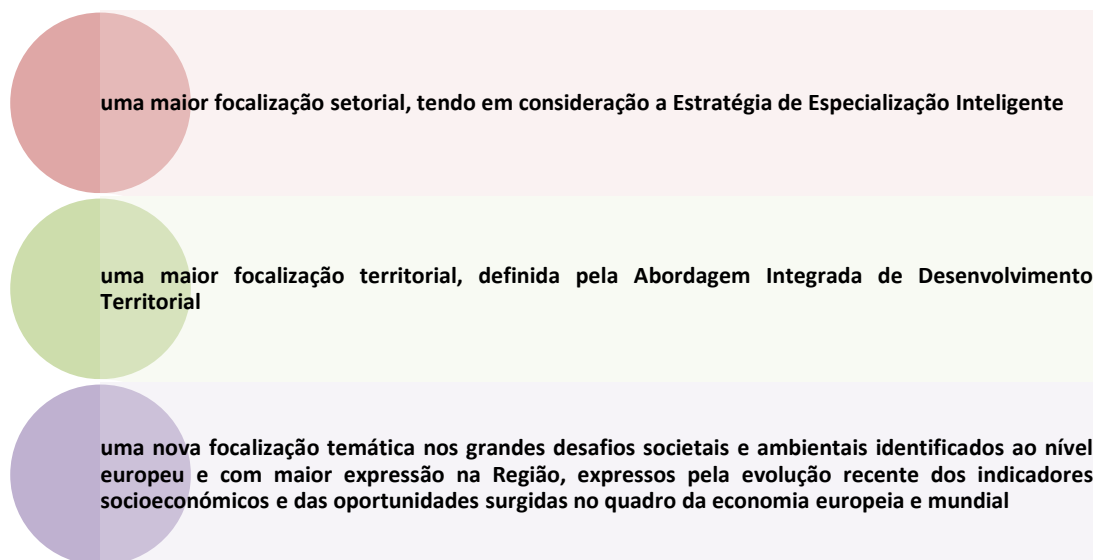 uma maior focalização setorial, tendo em consideração a Estratégia de Especialização Inteligente
uma maior focalização territorial, definida pela Abordagem Integrada de Desenvolvimento
Territorial
uma nova focalização temática nos grandes desafios societais e ambientais identificados ao nível
europeu e com maior expressão na Região, expressos pela evolução recente dos indicadores
socioeconómicos e das oportunidades surgidas no quadro da economia europeia e mundial